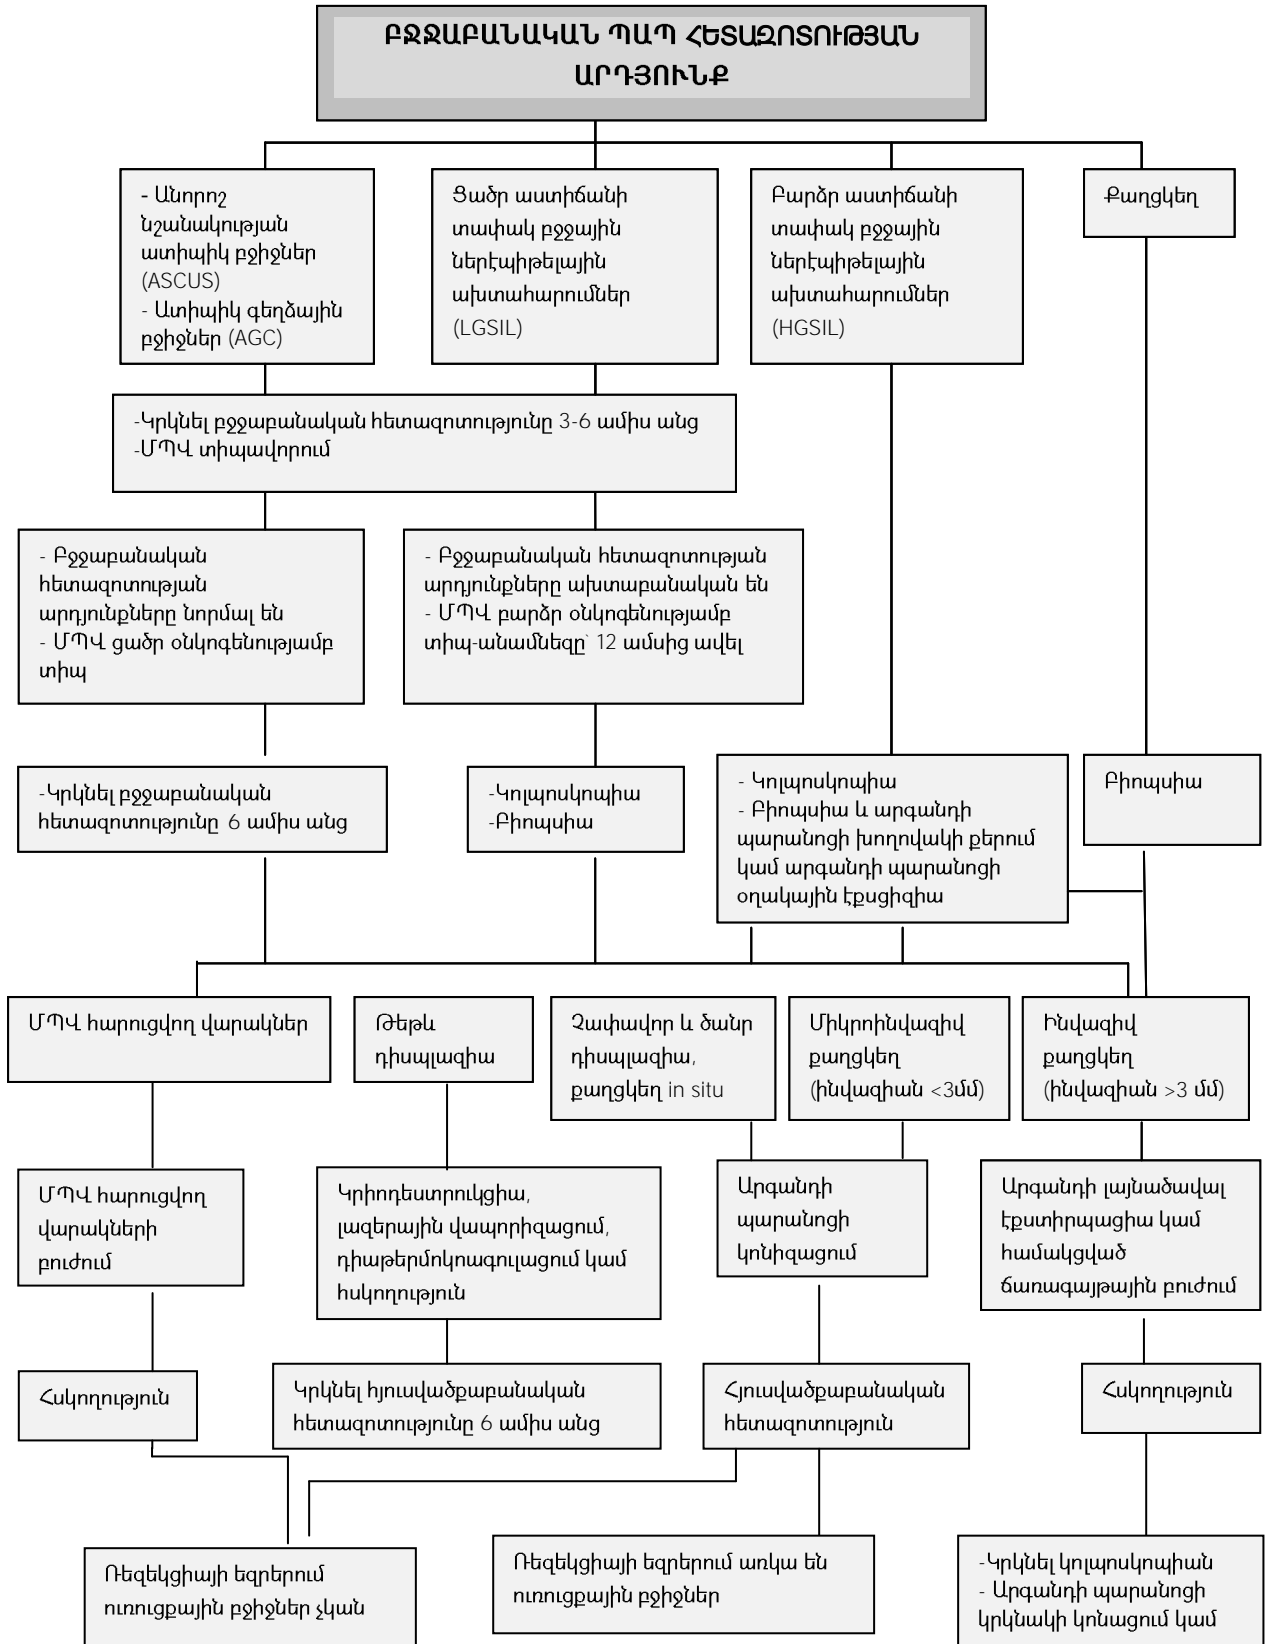 ԲՋՋԱԲԱՆԱԿԱՆ ՊԱՊ ՀԵՏԱԶՈՏՈՒԹՅԱՆ
ԱՐԴՅՈՒՆՔ
- Անորոշ
նշանակության
ատիպիկ բջիջներ
(ASCUS)
- Ատիպիկ գեղձային
բջիջներ (AGC)
Ցածր աստիճանի
տափակ բջջային
ներէպիթելային
ախտահարումներ
(LGSIL)
Բարձր աստիճանի
տափակ բջջային
ներէպիթելային
ախտահարումներ
(HGSIL)
Քաղցկեղ
-Կրկնել բջջաբանական հետազոտությունը 3-6 ամիս անց
-ՄՊՎ տիպավորում
- Բջջաբանական
հետազոտության
արդյունքները նորմալ են
- ՄՊՎ ցածր օնկոգենությամբ
տիպ
- Բջջաբանական հետազոտության
արդյունքները ախտաբանական են
- ՄՊՎ բարձր օնկոգենությամբ
տիպ-անամնեզը՝ 12 ամսից ավել
-Կրկնել բջջաբանական
հետազոտությունը 6 ամիս անց
-Կոլպոսկոպիա
-Բիոպսիա
- Կոլպոսկոպիա
- Բիոպսիա և արգանդի
պարանոցի խողովակի քերում
կամ արգանդի պարանոցի
օղակային էքսցիզիա
Բիոպսիա
ՄՊՎ հարուցվող վարակներ
Թեթև
դիսպլազիա
Չափավոր և ծանր
դիսպլազիա,
քաղցկեղ in situ
Միկրոինվազիվ
քաղցկեղ
(ինվազիան <3մմ)
Ինվազիվ
քաղցկեղ
(ինվազիան >3 մմ)
ՄՊՎ հարուցվող
վարակների
բուժում
Կրիոդեստրուկցիա,
լազերային վապորիզացում,
դիաթերմոկոագուլացում կամ
հսկողություն
Արգանդի
պարանոցի
կոնիզացում
Արգանդի լայնածավալ
էքստիրպացիա կամ
համակցված
ճառագայթային բուժում
Հսկողություն
Կրկնել հյուսվածքաբանական
հետազոտությունը 6 ամիս անց
Հյուսվածքաբանական
հետազոտություն
Հսկողություն
Ռեզեկցիայի եզրերում
ուռուցքային բջիջներ չկան
Ռեզեկցիայի եզրերում առկա են
ուռուցքային բջիջներ
-Կրկնել կոլպոսկոպիան
- Արգանդի պարանոցի
կրկնակի կոնացում կամ